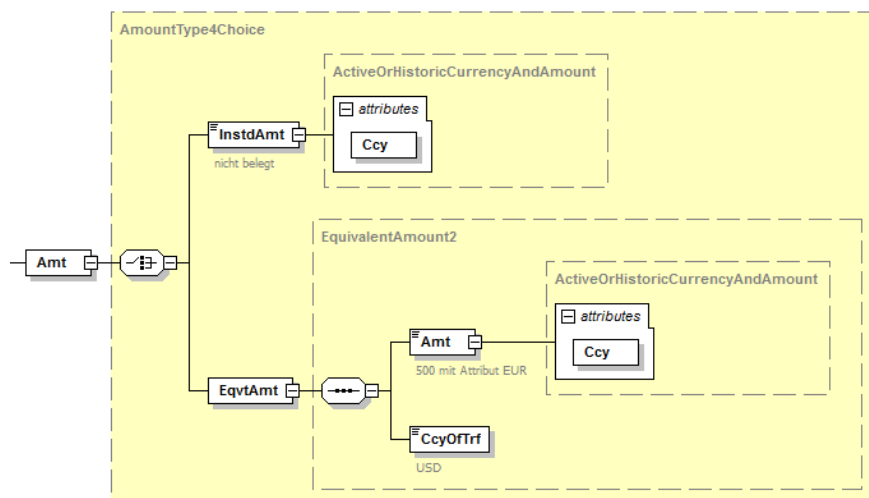 AmountType4Choice
ActiveOrHistoricCurrencyAndAmount
attributes
InstdAmt
Ccy
nicht belegt
EquivalentAmount2
Amt
ActiveOrHistoricCurrencyAndAmount
attributes
Amt
Ccy
500 mit Attribut EUR
EqvtAmt
CcyOfTrf
USD